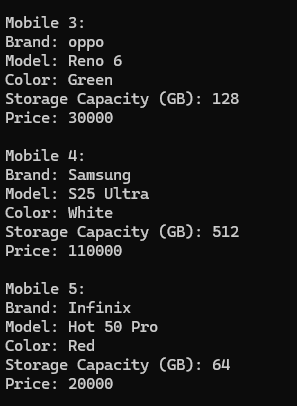 Mobile 3:
Brand: oppo
Model: Reno 6
Color: Green
Storage Capacity (GB): 128
Price: 30000
Mobile 4:
Brand: Samsung
Model: S25 Ultra
Color: White
Storage Capacity (GB): 512
Price: 110000
Mobile 5:
Brand: Infinix
Model: Hot 50 Pro
Color: Red
Storage Capacity (GB): 64
Price: 20000